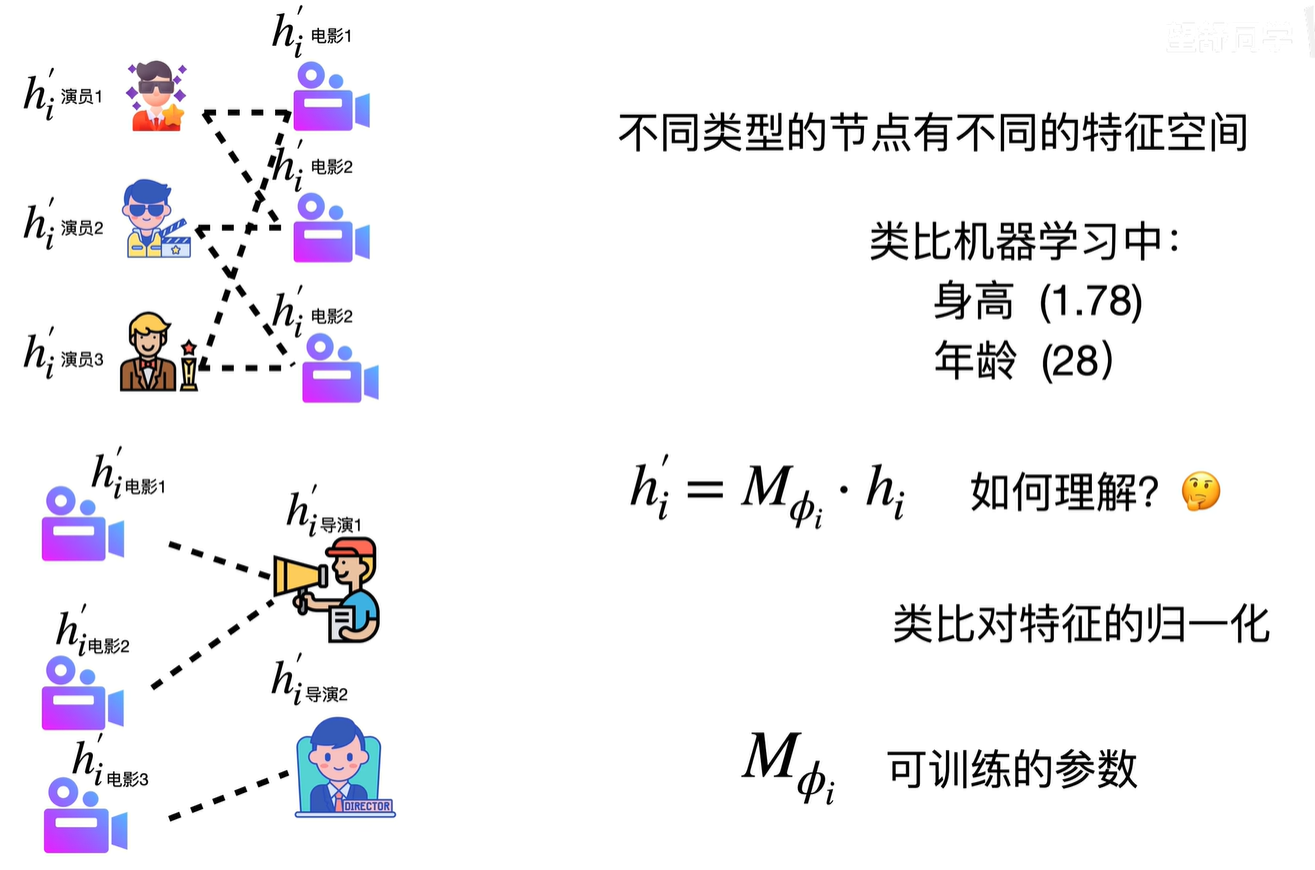 h_i' 电影1
h_i' 演员1
h_i' 电影2
h_i' 演员2
h_i' 电影2
h_i' 演员3
h_i' 电影1
h_i' 导演1
h_i' 电影2
h_i' 导演2
DIRECTOR
h_i' 电影3
不同类型的节点有不同的特征空间
类比机器学习中:
身高 (1.78)
年龄 (28)
h_i' = M_{ϕ_i} · h_i 如何理解? 🤔
类比对特征的归一化
M_{ϕ_i} 可训练的参数